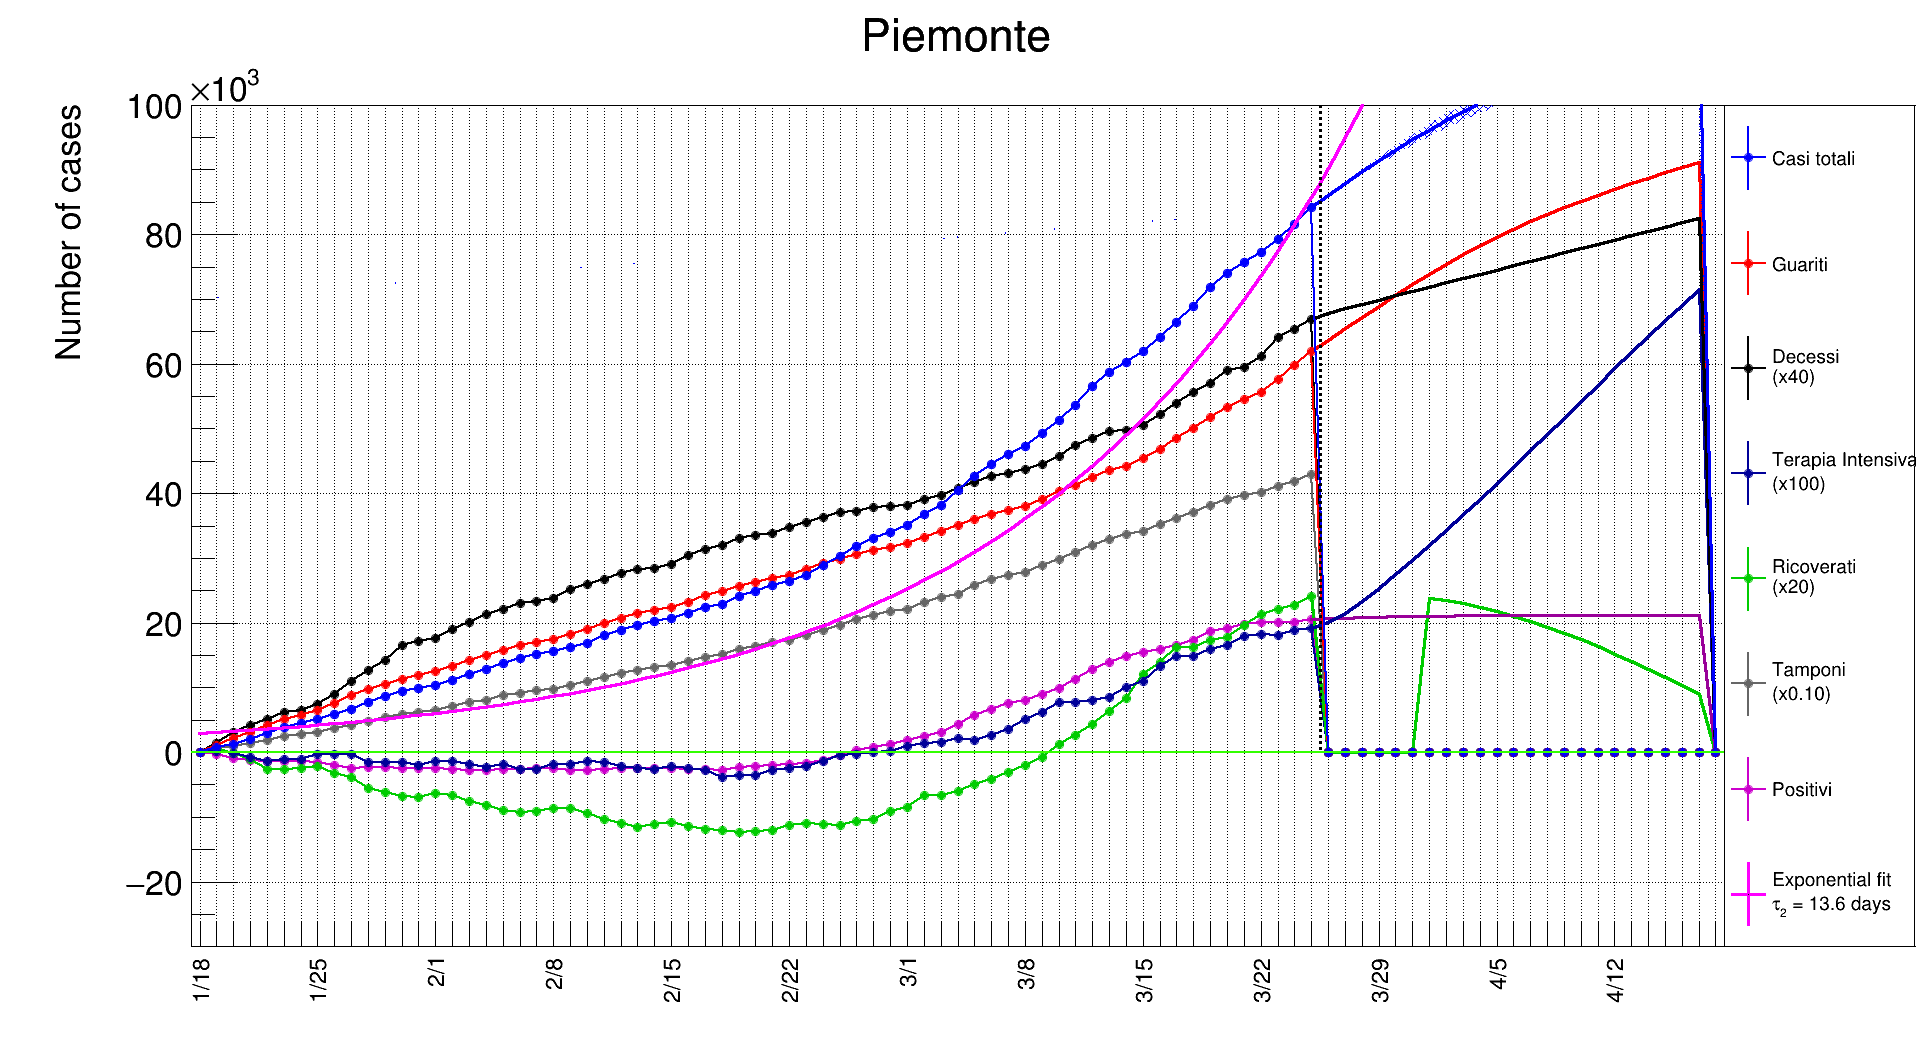 Piemonte
×10³
Number of cases
100
80
60
40
20
0
−20
1/18
1/25
2/1
2/8
2/15
2/22
3/1
3/8
3/15
3/22
3/29
4/5
4/12
Casi totali
Guariti
Decessi
(x40)
Terapia Intensiva
(x100)
Ricoverati
(x20)
Tamponi
(x0.10)
Positivi
Exponential fit
τ₂ = 13.6 days